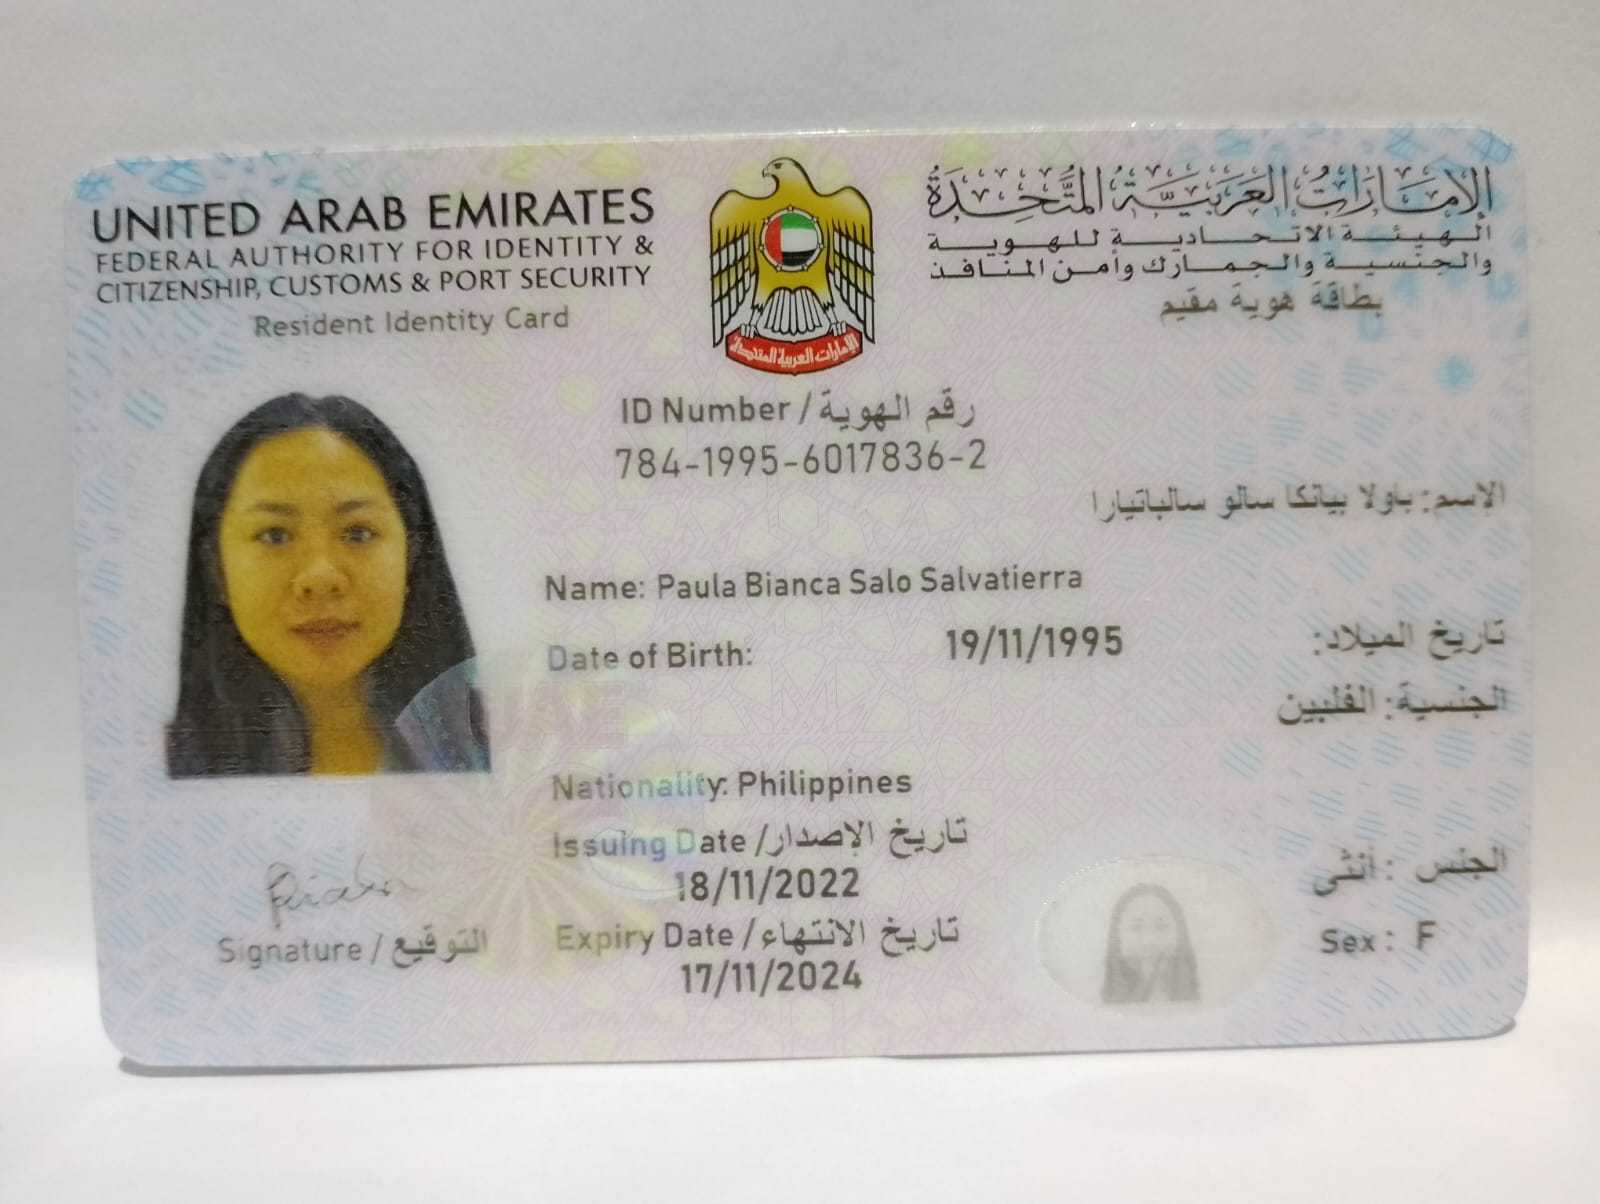 UNITED ARAB EMIRATES
FEDERAL AUTHORITY FOR IDENTITY &
CITIZENSHIP, CUSTOMS & PORT SECURITY
Resident Identity Card
الإمارات العربية المتحدة
الهيئة الاتحادية للهوية
والجنسية والجمارك وأمن المنافذ
بطاقة هوية مقيم
الإمارات العربية المتحدة
ID Number / رقم الهوية
784-1995-6017836-2
الإسم: باولا بيانكا سالو سالباتيارا
Name: Paula Bianca Salo Salvatierra
Date of Birth: 19/11/1995 تاريخ الميلاد:
الجنسية: الفلبين
UAE
Nationality: Philippines
Issuing Date / تاريخ الإصدار
18/11/2022
الجنس : أنثى
Expiry Date / تاريخ الانتهاء
17/11/2024
Sex : F
Signature / التوقيع